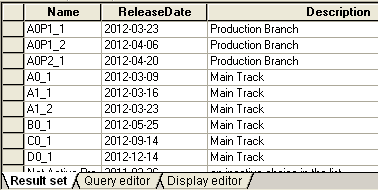 Name ReleaseDate Description
A0P1_1 2012-03-23 Production Branch
A0P1_2 2012-04-06 Production Branch
A0P2_1 2012-04-20 Production Branch
A0_1 2012-03-09 Main Track
A1_1 2012-03-16 Main Track
A1_2 2012-03-23 Main Track
B0_1 2012-05-25 Main Track
C0_1 2012-09-14 Main Track
D0_1 2012-12-14 Main Track
Result set Query editor Display editor